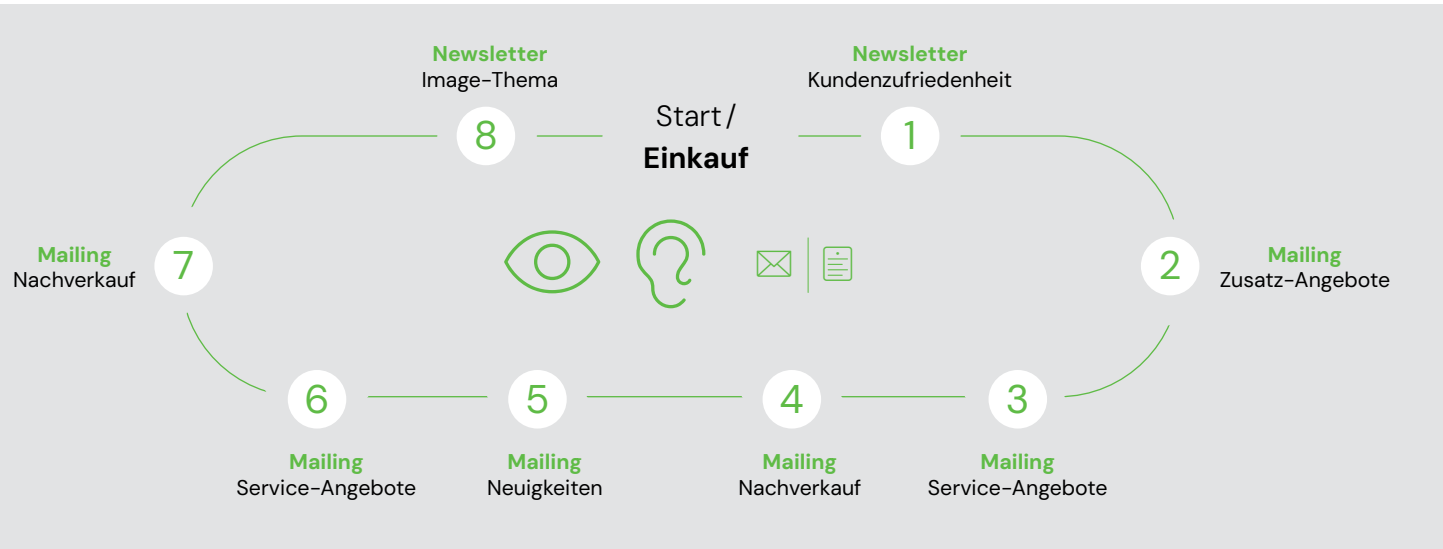 Start /
Einkauf
1
Newsletter
Kundenzufriedenheit
2
Mailing
Zusatz-Angebote
3
Mailing
Service-Angebote
4
Mailing
Nachverkauf
5
Mailing
Neuigkeiten
6
Mailing
Service-Angebote
7
Mailing
Nachverkauf
8
Newsletter
Image-Thema